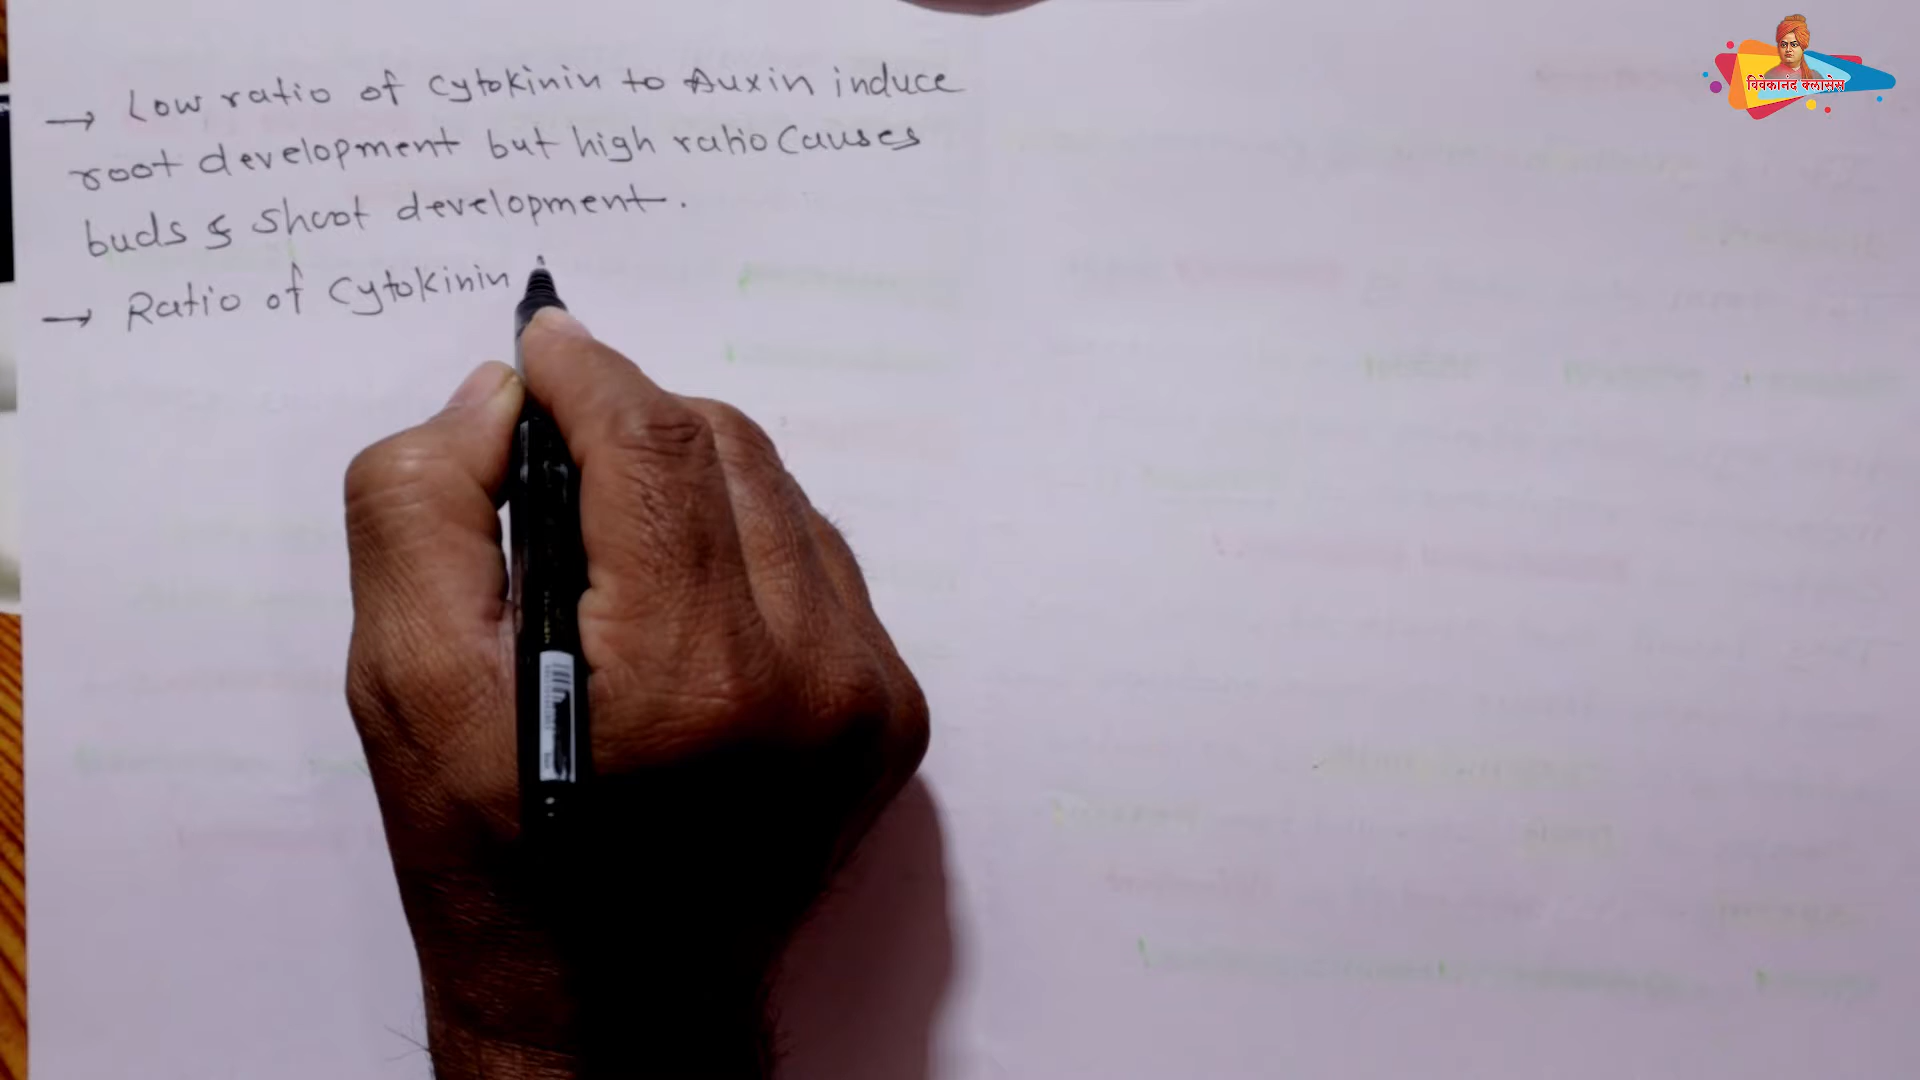 → Low ratio of cytokinin to Auxin induce
root development but high ratio causes
buds & shoot development.
→ Ratio of Cytokinin
विवेकानंद क्लासेस